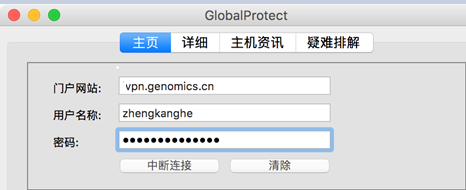 GlobalProtect
主页 详细 主机资讯 疑难排解
门户网站: vpn.genomics.cn
用户名称: zhengkanghe
密码: ••••••••••••••
中断连接 清除